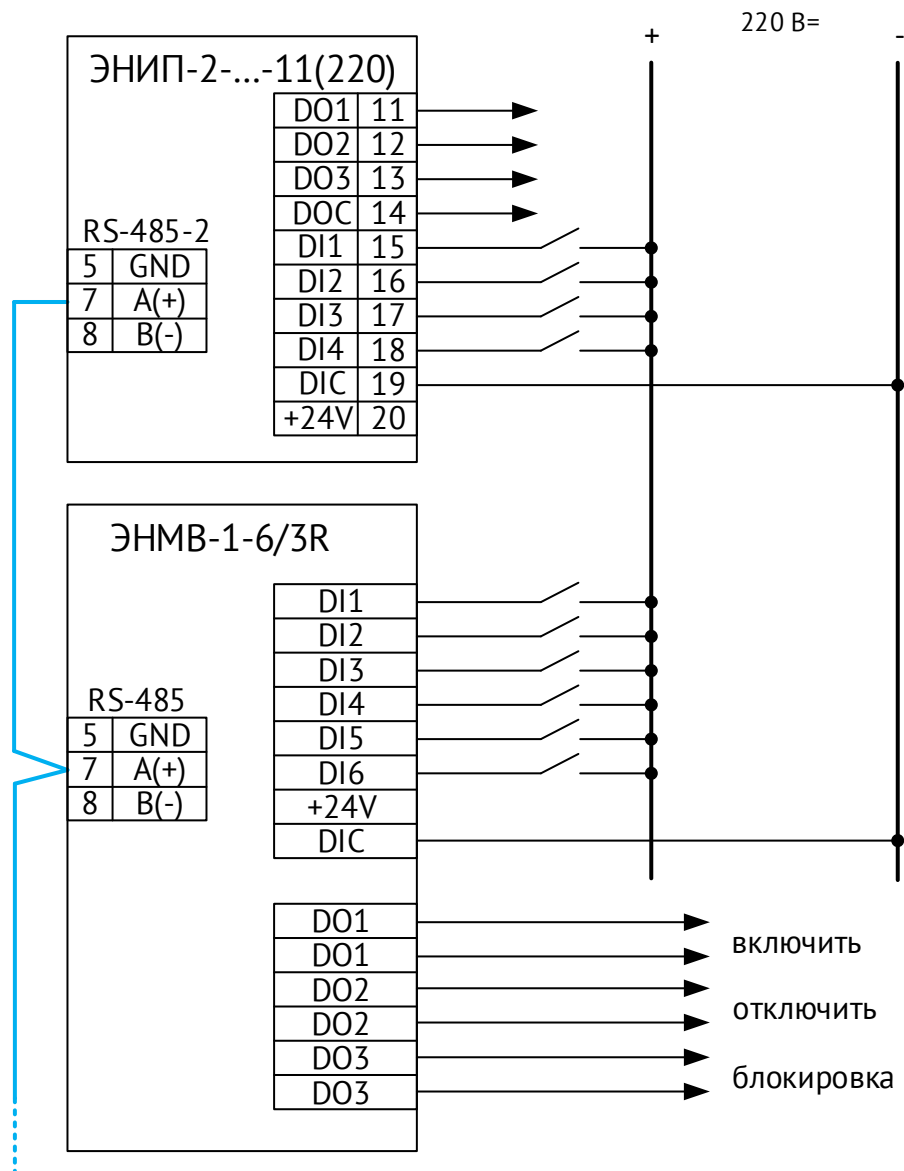 220 В=
+ -
ЭНИП-2-...-11(220)
DO1 11
DO2 12
DO3 13
DOC 14
DI1 15
DI2 16
DI3 17
DI4 18
DIC 19
+24V 20
RS-485-2
5 GND
7 A(+)
8 B(-)
ЭНМВ-1-6/3R
DI1
DI2
DI3
DI4
DI5
DI6
+24V
DIC
RS-485
5 GND
7 A(+)
8 B(-)
DO1
DO1
DO2
DO2
DO3
DO3
включить
отключить
блокировка